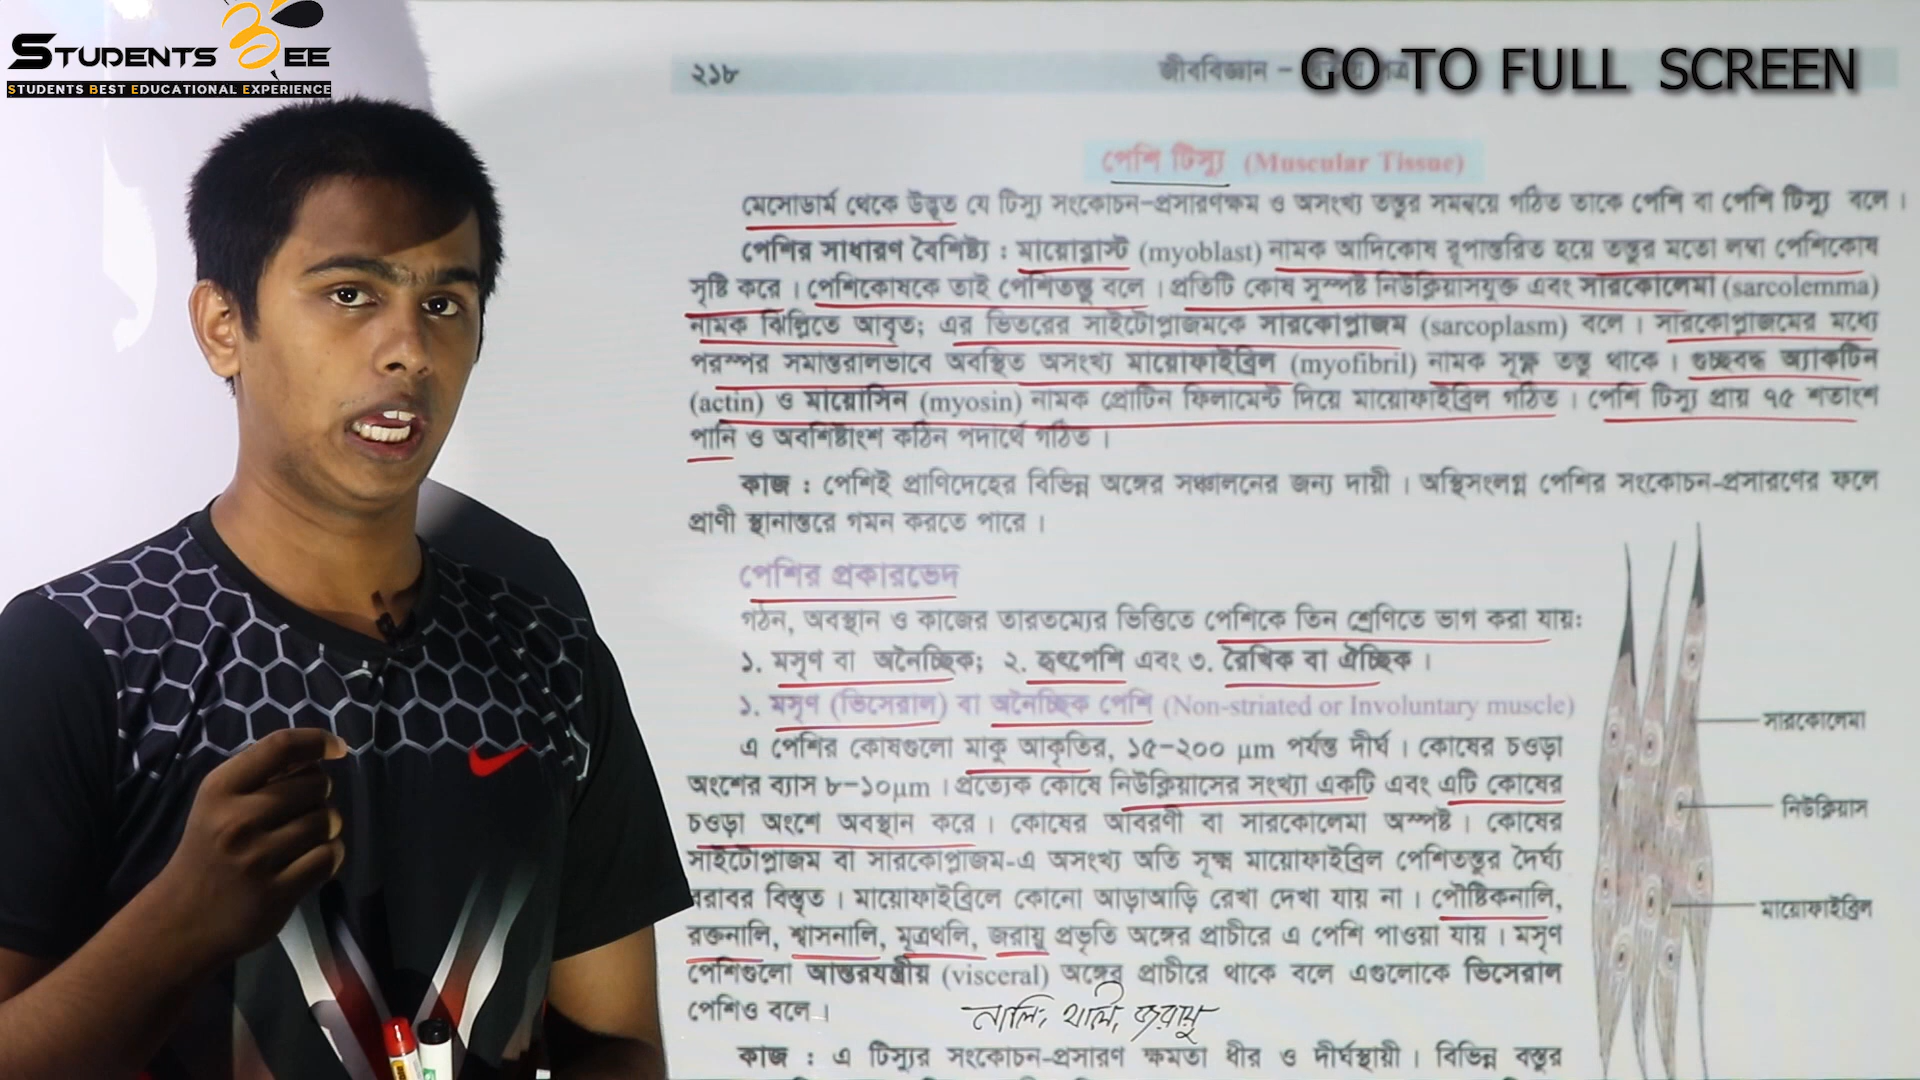 STUDENTS BEE
STUDENTS BEST EDUCATIONAL EXPERIENCE
GO TO FULL SCREEN
২১৮ জীববিজ্ঞান –
পেশি টিস্যু (Muscular Tissue)
মেসোডার্ম থেকে উদ্ভূত যে টিস্যু সংকোচন-প্রসারণক্ষম ও অসংখ্য তন্তুর সমন্বয়ে গঠিত তাকে পেশি বা পেশি টিস্যু বলে।
পেশির সাধারণ বৈশিষ্ট্য : মায়োব্লাস্ট (myoblast) নামক আদিকোষ রূপান্তরিত হয়ে তন্তুর মতো লম্বা পেশিকোষ
সৃষ্টি করে। পেশিকোষকে তাই পেশিতন্তু বলে। প্রতিটি কোষ সুস্পষ্ট নিউক্লিয়াসযুক্ত এবং সারকোলেমা (sarcolemma)
নামক ঝিল্লিতে আবৃত; এর ভিতরের সাইটোপ্লাজমকে সারকোপ্লাজম (sarcoplasm) বলে। সারকোপ্লাজমের মধ্যে
পরস্পর সমান্তরালভাবে অবস্থিত অসংখ্য মায়োফাইব্রিল (myofibril) নামক সূক্ষ্ম তন্তু থাকে। গুচ্ছবদ্ধ অ্যাকটিন
(actin) ও মায়োসিন (myosin) নামক প্রোটিন ফিলামেন্ট দিয়ে মায়োফাইব্রিল গঠিত। পেশি টিস্যু প্রায় ৭৫ শতাংশ
পানি ও অবশিষ্টাংশ কঠিন পদার্থে গঠিত।
কাজ : পেশিই প্রাণিদেহের বিভিন্ন অঙ্গের সঞ্চালনের জন্য দায়ী। অস্থিসংলগ্ন পেশির সংকোচন-প্রসারণের ফলে
প্রাণী স্থানান্তরে গমন করতে পারে।
পেশির প্রকারভেদ
গঠন, অবস্থান ও কাজের তারতম্যের ভিত্তিতে পেশিকে তিন শ্রেণিতে ভাগ করা যায়:
১. মসৃণ বা অনৈচ্ছিক; ২. হৃৎপেশি এবং ৩. রৈখিক বা ঐচ্ছিক।
১. মসৃণ (ভিসেরাল) বা অনৈচ্ছিক পেশি (Non-striated or Involuntary muscle)
এ পেশির কোষগুলো মাকু আকৃতির, ১৫–২০০ µm পর্যন্ত দীর্ঘ। কোষের চওড়া
অংশের ব্যাস ৮–১০µm। প্রত্যেক কোষে নিউক্লিয়াসের সংখ্যা একটি এবং এটি কোষের
চওড়া অংশে অবস্থান করে। কোষের আবরণী বা সারকোলেমা অস্পষ্ট। কোষের
সাইটোপ্লাজম বা সারকোপ্লাজম-এ অসংখ্য অতি সূক্ষ্ম মায়োফাইব্রিল পেশিতন্তুর দৈর্ঘ্য
বরাবর বিস্তৃত। মায়োফাইব্রিলে কোনো আড়াআড়ি রেখা দেখা যায় না। পৌষ্টিকনালি,
রক্তনালি, শ্বাসনালি, মূত্রথলি, জরায়ু প্রভৃতি অঙ্গের প্রাচীরে এ পেশি পাওয়া যায়। মসৃণ
পেশিগুলো আন্তরযন্ত্রীয় (visceral) অঙ্গের প্রাচীরে থাকে বলে এগুলোকে ভিসেরাল
পেশিও বলে।
নালি, থলি, জরায়ু
কাজ : এ টিস্যুর সংকোচন-প্রসারণ ক্ষমতা ধীর ও দীর্ঘস্থায়ী। বিভিন্ন বস্তুর
সারকোলেমা
নিউক্লিয়াস
মায়োফাইব্রিল